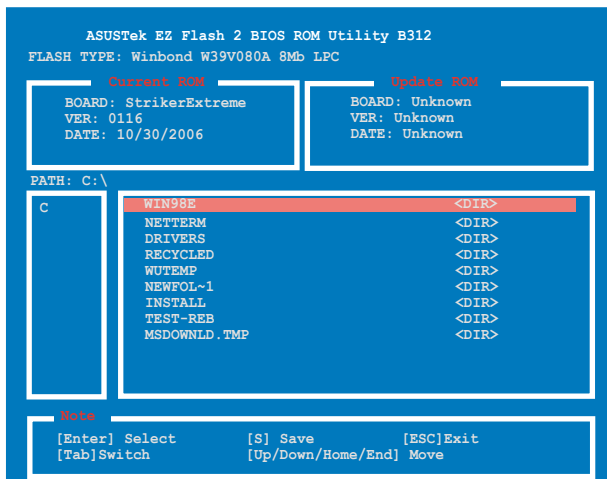 ASUSTek EZ Flash 2 BIOS ROM Utility B312
FLASH TYPE: Winbond W39V080A 8Mb LPC
Current ROM
BOARD: StrikerExtreme
VER: 0116
DATE: 10/30/2006
Update ROM
BOARD: Unknown
VER: Unknown
DATE: Unknown
PATH: C:\
C
WIN98E <DIR>
NETTERM <DIR>
DRIVERS <DIR>
RECYCLED <DIR>
WUTEMP <DIR>
NEWFOL~1 <DIR>
INSTALL <DIR>
TEST-REB <DIR>
MSDOWNLD.TMP <DIR>
Note
[Enter] Select [S] Save [ESC]Exit
[Tab]Switch [Up/Down/Home/End] Move